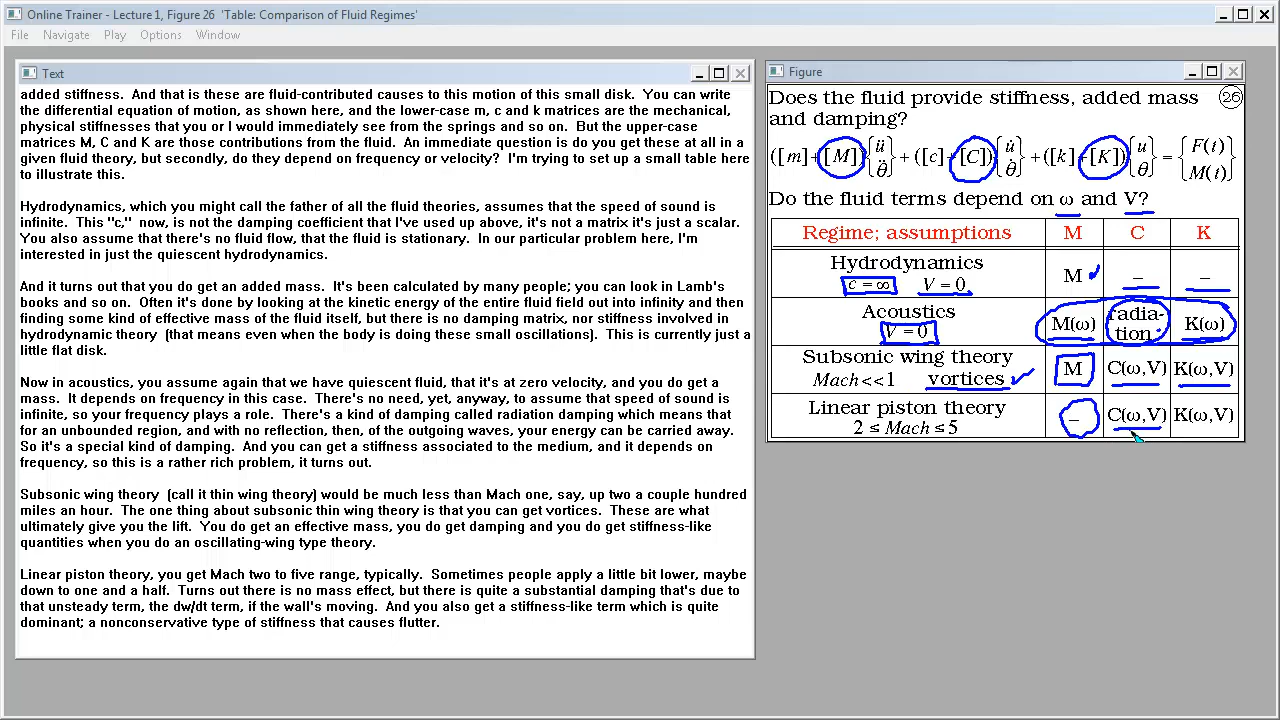 Online Trainer - Lecture 1, Figure 26  'Table: Comparison of Fluid Regimes'
File Navigate Play Options Window
Text
added stiffness.  And that is these are fluid-contributed causes to this motion of this small disk.  You can write
the differential equation of motion, as shown here, and the lower-case m, c and k matrices are the mechanical,
physical stiffnesses that you or I would immediately see from the springs and so on.  But the upper-case
matrices M, C and K are those contributions from the fluid.  An immediate question is do you get these at all in a
given fluid theory, but secondly, do they depend on frequency or velocity?  I'm trying to set up a small table here
to illustrate this.
Hydrodynamics, which you might call the father of all the fluid theories, assumes that the speed of sound is
infinite.  This "c," now, is not the damping coefficient that I've used up above, it's not a matrix it's just a scalar.
You also assume that there's no fluid flow, that the fluid is stationary.  In our particular problem here, I'm
interested in just the quiescent hydrodynamics.
And it turns out that you do get an added mass.  It's been calculated by many people; you can look in Lamb's
books and so on.  Often it's done by looking at the kinetic energy of the entire fluid field out into infinity and then
finding some kind of effective mass of the fluid itself, but there is no damping matrix, nor stiffness involved in
hydrodynamic theory  (that means even when the body is doing these small oscillations).  This is currently just a
little flat disk.
Now in acoustics, you assume again that we have quiescent fluid, that it's at zero velocity, and you do get a
mass.  It depends on frequency in this case.  There's no need, yet, anyway, to assume that speed of sound is
infinite, so your frequency plays a role.  There's a kind of damping called radiation damping which means that
for an unbounded region, and with no reflection, then, of the outgoing waves, your energy can be carried away.
So it's a special kind of damping.  And you can get a stiffness associated to the medium, and it depends on
frequency, so this is a rather rich problem, it turns out.
Subsonic wing theory  (call it thin wing theory) would be much less than Mach one, say, up two a couple hundred
miles an hour.  The one thing about subsonic thin wing theory is that you can get vortices.  These are what
ultimately give you the lift.  You do get an effective mass, you do get damping and you do get stiffness-like
quantities when you do an oscillating-wing type theory.
Linear piston theory, you get Mach two to five range, typically.  Sometimes people apply a little bit lower, maybe
down to one and a half.  Turns out there is no mass effect, but there is quite a substantial damping that's due to
that unsteady term, the dw/dt term, if the wall's moving.  And you also get a stiffness-like term which is quite
dominant; a nonconservative type of stiffness that causes flutter.
Figure
Does the fluid provide stiffness, added mass (26)
and damping?
([m]+[M]){ü θ̈}+([c]+[C]){u̇ θ̇}+([k]+[K]){u θ}={F(t) M(t)}
Do the fluid terms depend on ω and V?
Regime; assumptions M C K
Hydrodynamics M – –
c = ∞ V = 0
Acoustics M(ω) radia-tion K(ω)
V = 0
Subsonic wing theory M C(ω,V) K(ω,V)
Mach<<1 vortices
Linear piston theory – C(ω,V) K(ω,V)
2 ≤ Mach ≤ 5